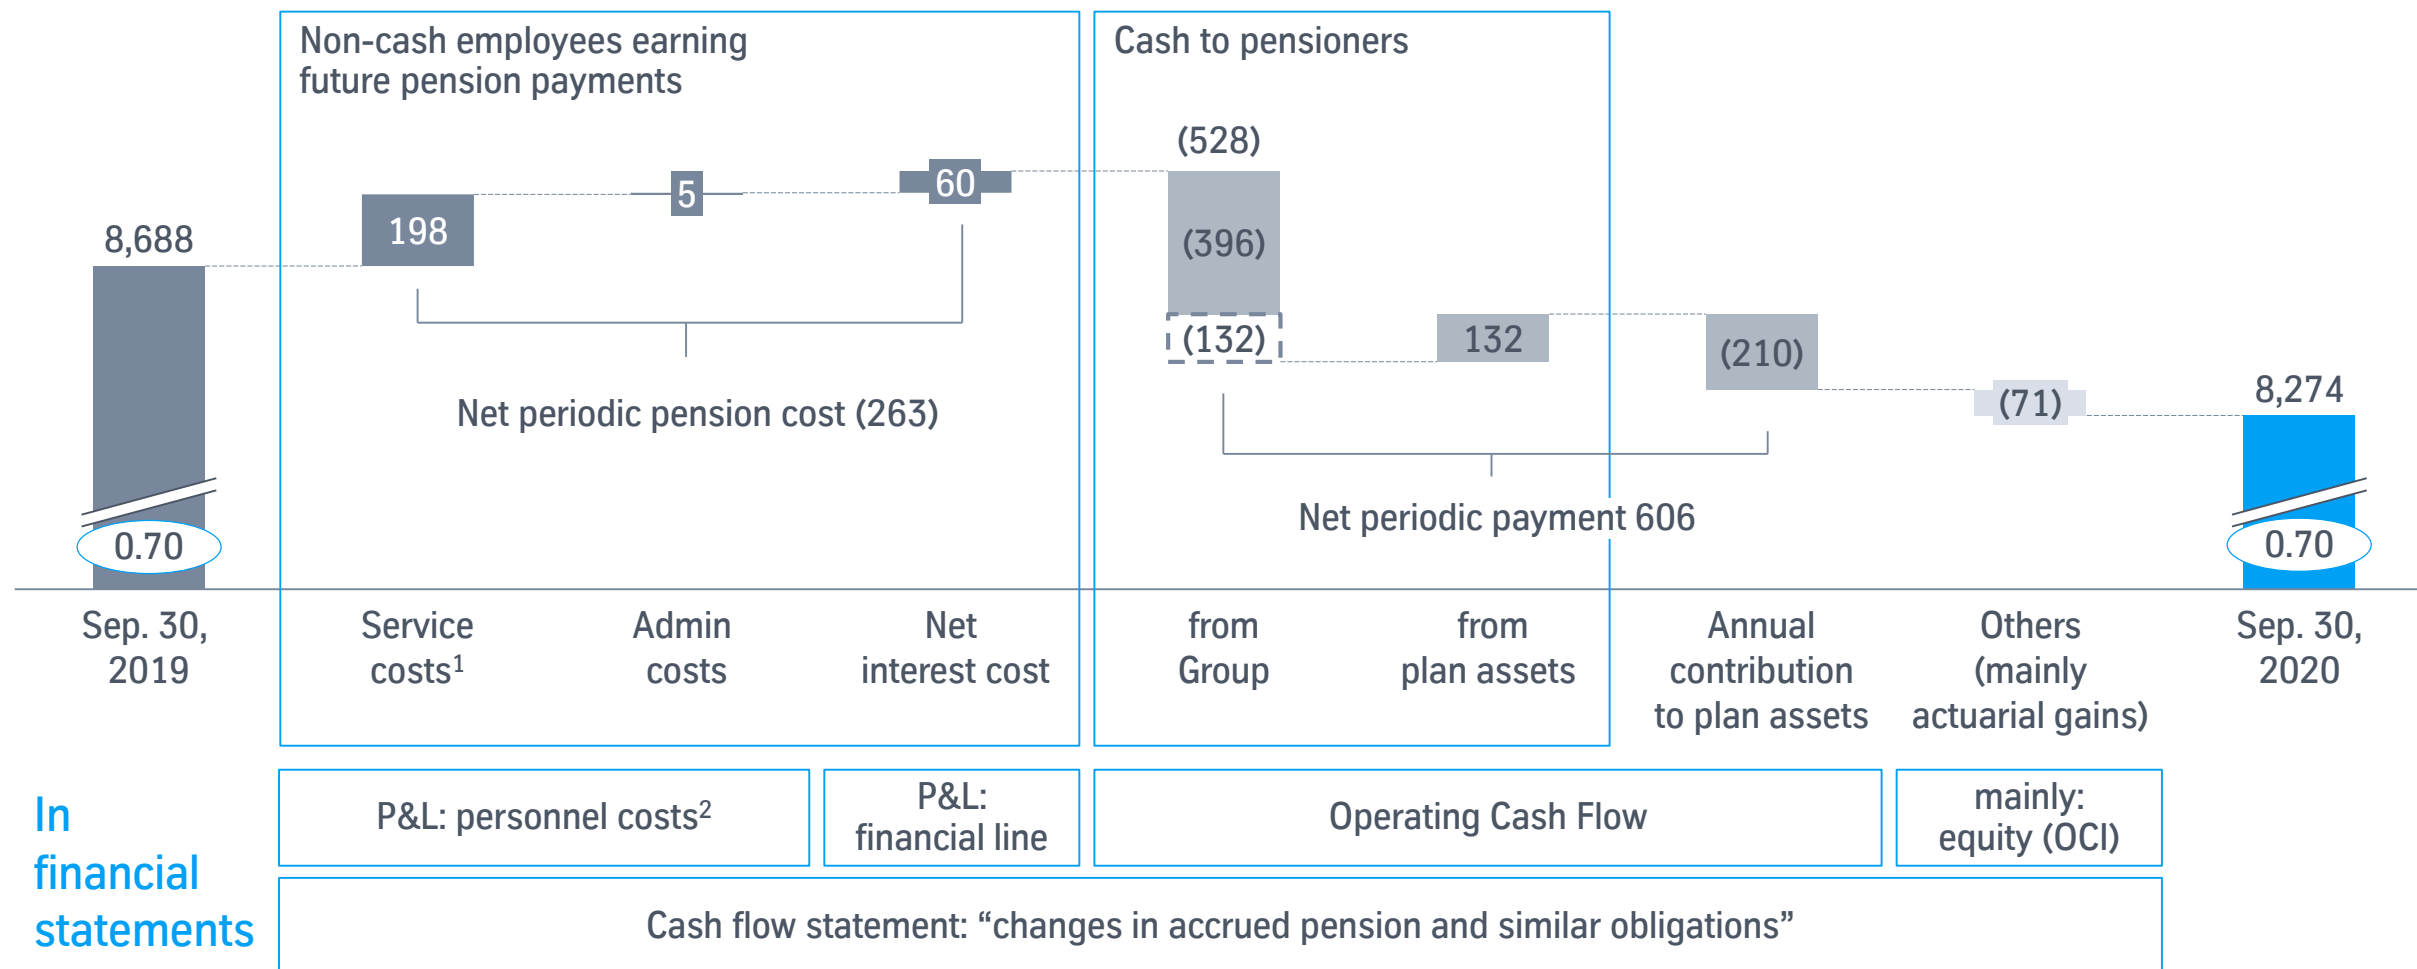 Non-cash employees earning
future pension payments
Cash to pensioners
8,688
198
5
60
(528)
(396)
(132)
132
(210)
(71)
8,274
Net periodic pension cost (263)
Net periodic payment 606
0.70
0.70
Sep. 30,
2019
Service
costs¹
Admin
costs
Net
interest cost
from
Group
from
plan assets
Annual
contribution
to plan assets
Others
(mainly
actuarial gains)
Sep. 30,
2020
In
financial
statements
P&L: personnel costs²
P&L:
financial line
Operating Cash Flow
mainly:
equity (OCI)
Cash flow statement: “changes in accrued pension and similar obligations”